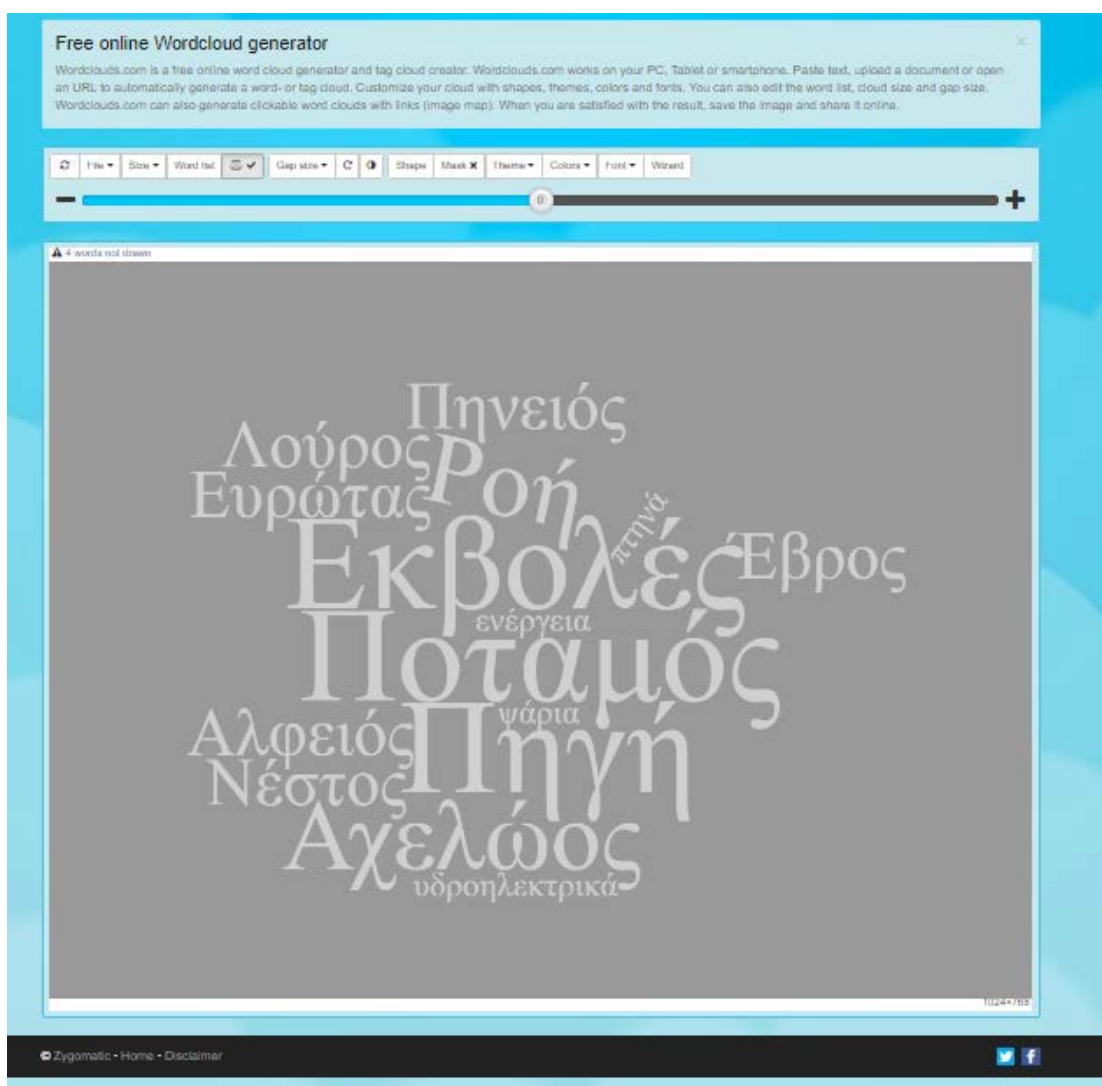 Free online Wordcloud generator
×
Wordclouds.com is a free online word cloud generator and tag cloud creator. Wordclouds.com works on your PC, Tablet or smartphone. Paste text, upload a document or open
an URL to automatically generate a word- or tag cloud. Customize your cloud with shapes, themes, colors and fonts. You can also edit the word list, cloud size and gap size.
Wordclouds.com can also generate clickable word clouds with links (image map). When you are satisfied with the result, save the image and share it online.
File Size Word list Gap size Shape Mask Theme Colors Font Wizard
0
4 words not drawn
Πηνειός
Λούρος
Ροή
Ευρώτας
πτηνά
Εκβολές
Έβρος
ενέργεια
Ποταμός
ψάρια
Αλφειός
Πηγή
Νέστος
Αχελώος
υδροηλεκτρικά
1024×768
© Zygomatic - Home - Disclaimer